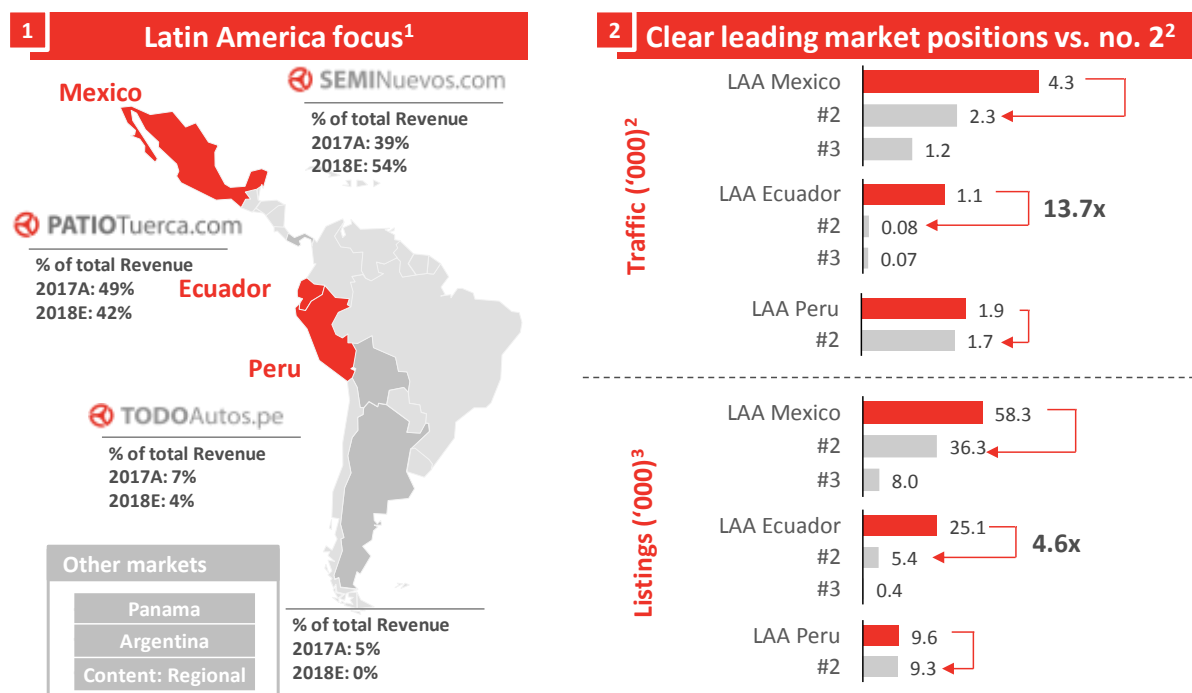 1
Latin America focus1
Mexico
SEMINuevos.com
% of total Revenue
2017A: 39%
2018E: 54%
PATIOTuerca.com
% of total Revenue
2017A: 49%
2018E: 42%
Ecuador
Peru
TODOAutos.pe
% of total Revenue
2017A: 7%
2018E: 4%
Other markets
Panama
Argentina
Content: Regional
% of total Revenue
2017A: 5%
2018E: 0%
2
Clear leading market positions vs. no. 22
Traffic (‘000)2
LAA Mexico 4.3
#2 2.3
#3 1.2
LAA Ecuador 1.1
#2 0.08
#3 0.07
13.7x
LAA Peru 1.9
#2 1.7
Listings (‘000)3
LAA Mexico 58.3
#2 36.3
#3 8.0
LAA Ecuador 25.1
#2 5.4
#3 0.4
4.6x
LAA Peru 9.6
#2 9.3